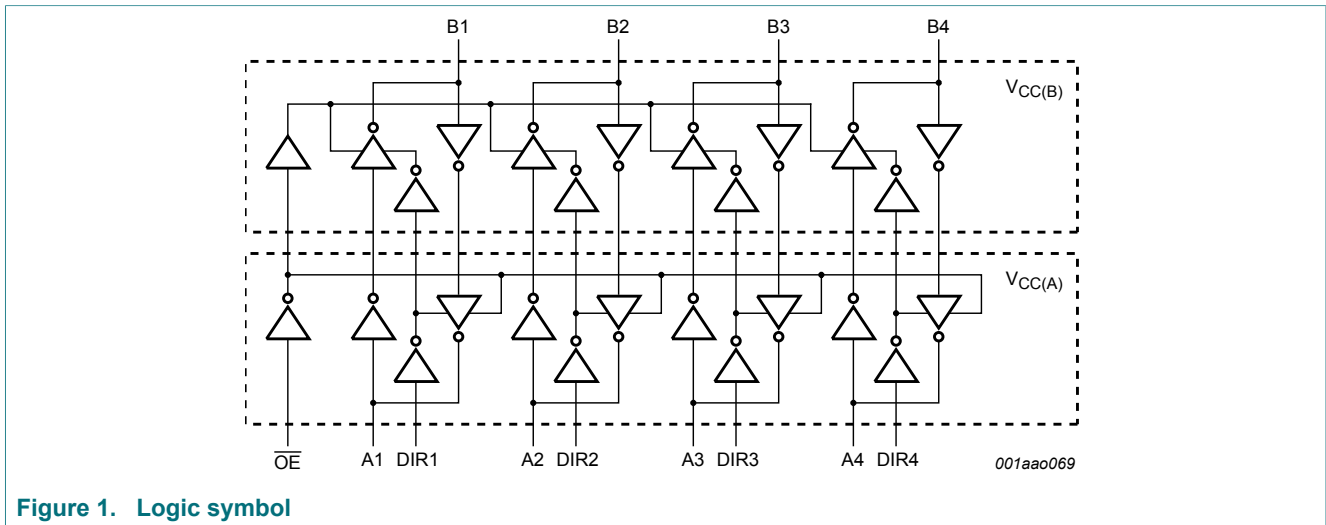 B1 B2 B3 B4
VCC(B)
VCC(A)
OE A1 DIR1 A2 DIR2 A3 DIR3 A4 DIR4 001aao069
Figure 1. Logic symbol